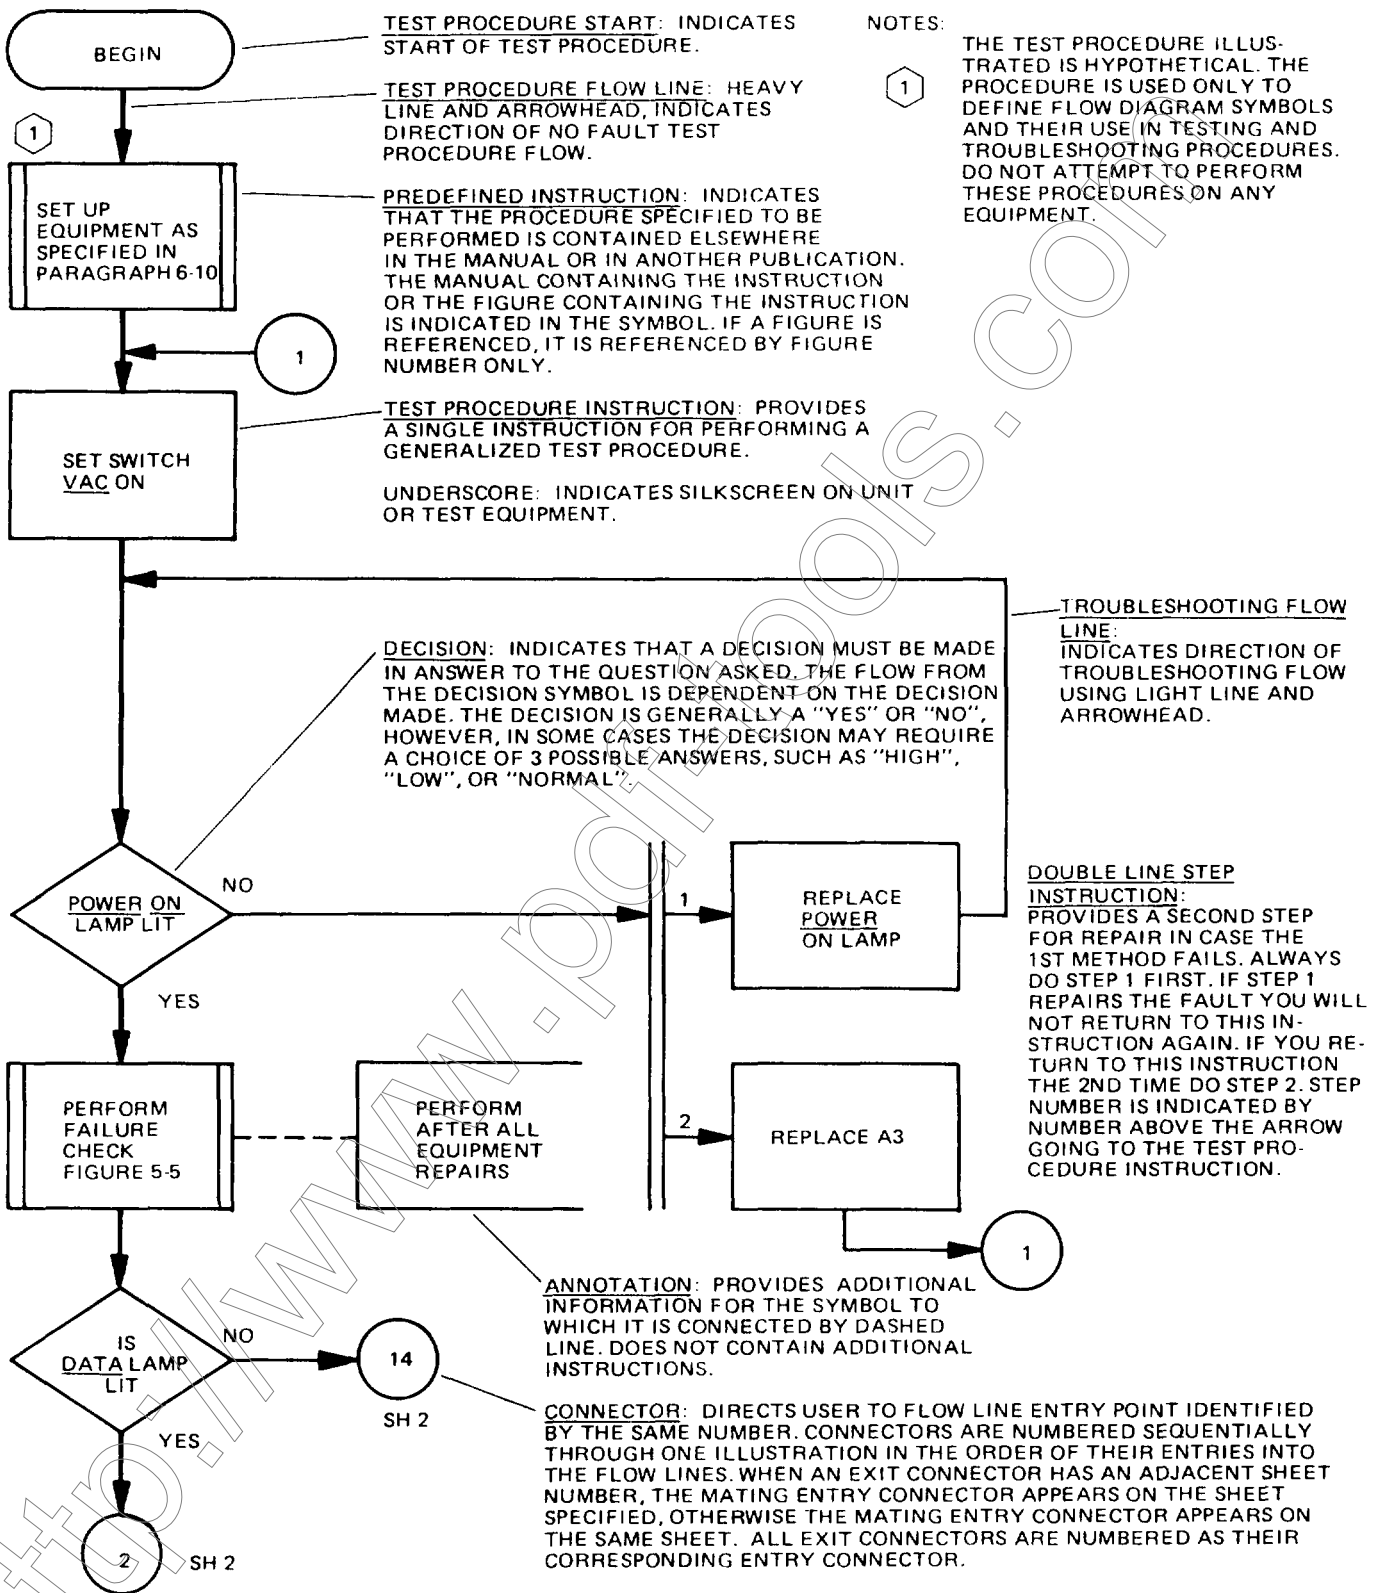 BEGIN
TEST PROCEDURE START: INDICATES
START OF TEST PROCEDURE.
TEST PROCEDURE FLOW LINE: HEAVY
LINE AND ARROWHEAD, INDICATES
DIRECTION OF NO FAULT TEST
PROCEDURE FLOW.
NOTES:
1
THE TEST PROCEDURE ILLUS-
TRATED IS HYPOTHETICAL. THE
PROCEDURE IS USED ONLY TO
DEFINE FLOW DIAGRAM SYMBOLS
AND THEIR USE IN TESTING AND
TROUBLESHOOTING PROCEDURES.
DO NOT ATTEMPT TO PERFORM
THESE PROCEDURES ON ANY
EQUIPMENT.
1
SET UP
EQUIPMENT AS
SPECIFIED IN
PARAGRAPH 6-10
PREDEFINED INSTRUCTION: INDICATES
THAT THE PROCEDURE SPECIFIED TO BE
PERFORMED IS CONTAINED ELSEWHERE
IN THE MANUAL OR IN ANOTHER PUBLICATION.
THE MANUAL CONTAINING THE INSTRUCTION
OR THE FIGURE CONTAINING THE INSTRUCTION
IS INDICATED IN THE SYMBOL. IF A FIGURE IS
REFERENCED, IT IS REFERENCED BY FIGURE
NUMBER ONLY.
1
SET SWITCH
VAC ON
TEST PROCEDURE INSTRUCTION: PROVIDES
A SINGLE INSTRUCTION FOR PERFORMING A
GENERALIZED TEST PROCEDURE.
UNDERSCORE: INDICATES SILKSCREEN ON UNIT
OR TEST EQUIPMENT.
TROUBLESHOOTING FLOW
LINE:
INDICATES DIRECTION OF
TROUBLESHOOTING FLOW
USING LIGHT LINE AND
ARROWHEAD.
DECISION: INDICATES THAT A DECISION MUST BE MADE
IN ANSWER TO THE QUESTION ASKED. THE FLOW FROM
THE DECISION SYMBOL IS DEPENDENT ON THE DECISION
MADE. THE DECISION IS GENERALLY A "YES" OR "NO",
HOWEVER, IN SOME CASES THE DECISION MAY REQUIRE
A CHOICE OF 3 POSSIBLE ANSWERS, SUCH AS "HIGH",
"LOW", OR "NORMAL".
POWER ON
LAMP LIT
NO
YES
1
REPLACE
POWER
ON LAMP
DOUBLE LINE STEP
INSTRUCTION:
PROVIDES A SECOND STEP
FOR REPAIR IN CASE THE
1ST METHOD FAILS. ALWAYS
DO STEP 1 FIRST. IF STEP 1
REPAIRS THE FAULT YOU WILL
NOT RETURN TO THIS IN-
STRUCTION AGAIN. IF YOU RE-
TURN TO THIS INSTRUCTION
THE 2ND TIME DO STEP 2. STEP
NUMBER IS INDICATED BY
NUMBER ABOVE THE ARROW
GOING TO THE TEST PRO-
CEDURE INSTRUCTION.
PERFORM
FAILURE
CHECK
FIGURE 5-5
PERFORM
AFTER ALL
EQUIPMENT
REPAIRS
2
REPLACE A3
1
ANNOTATION: PROVIDES ADDITIONAL
INFORMATION FOR THE SYMBOL TO
WHICH IT IS CONNECTED BY DASHED
LINE. DOES NOT CONTAIN ADDITIONAL
INSTRUCTIONS.
IS
DATA LAMP
LIT
NO
14
SH 2
YES
2
SH 2
CONNECTOR: DIRECTS USER TO FLOW LINE ENTRY POINT IDENTIFIED
BY THE SAME NUMBER. CONNECTORS ARE NUMBERED SEQUENTIALLY
THROUGH ONE ILLUSTRATION IN THE ORDER OF THEIR ENTRIES INTO
THE FLOW LINES. WHEN AN EXIT CONNECTOR HAS AN ADJACENT SHEET
NUMBER, THE MATING ENTRY CONNECTOR APPEARS ON THE SHEET
SPECIFIED, OTHERWISE THE MATING ENTRY CONNECTOR APPEARS ON
THE SAME SHEET. ALL EXIT CONNECTORS ARE NUMBERED AS THEIR
CORRESPONDING ENTRY CONNECTOR.
http://www.pdf-tools.com